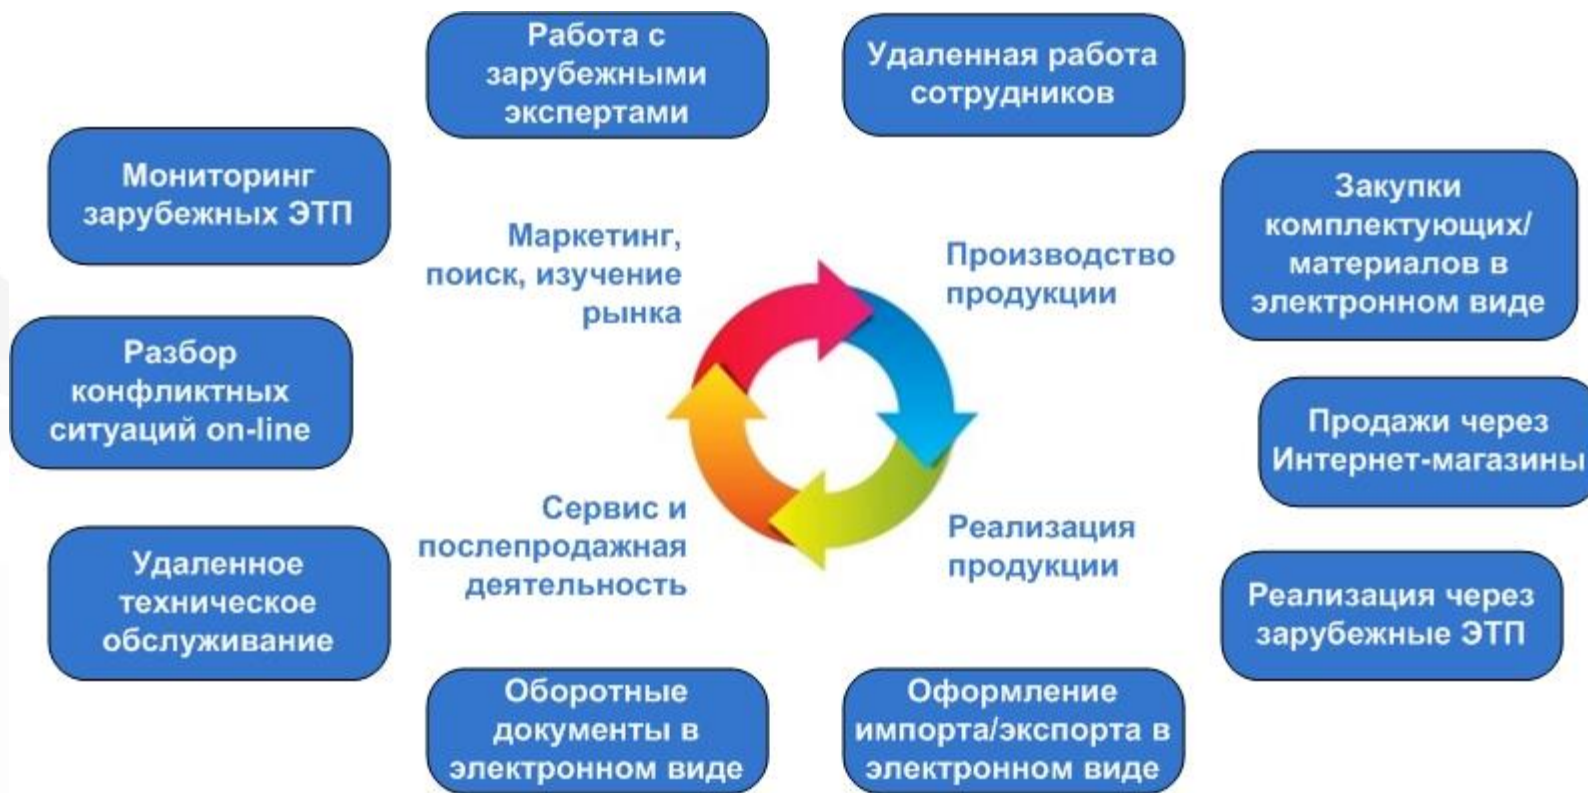 Работа с
зарубежными
экспертами
Удаленная работа
сотрудников
Мониторинг
зарубежных ЭТП
Закупки
комплектующих/
материалов в
электронном виде
Маркетинг,
поиск, изучение
рынка
Производство
продукции
Разбор
конфликтных
ситуаций on-line
Продажи через
Интернет-магазины
Сервис и
послепродажная
деятельность
Реализация
продукции
Удаленное
техническое
обслуживание
Реализация через
зарубежные ЭТП
Оборотные
документы в
электронном виде
Оформление
импорта/экспорта в
электронном виде